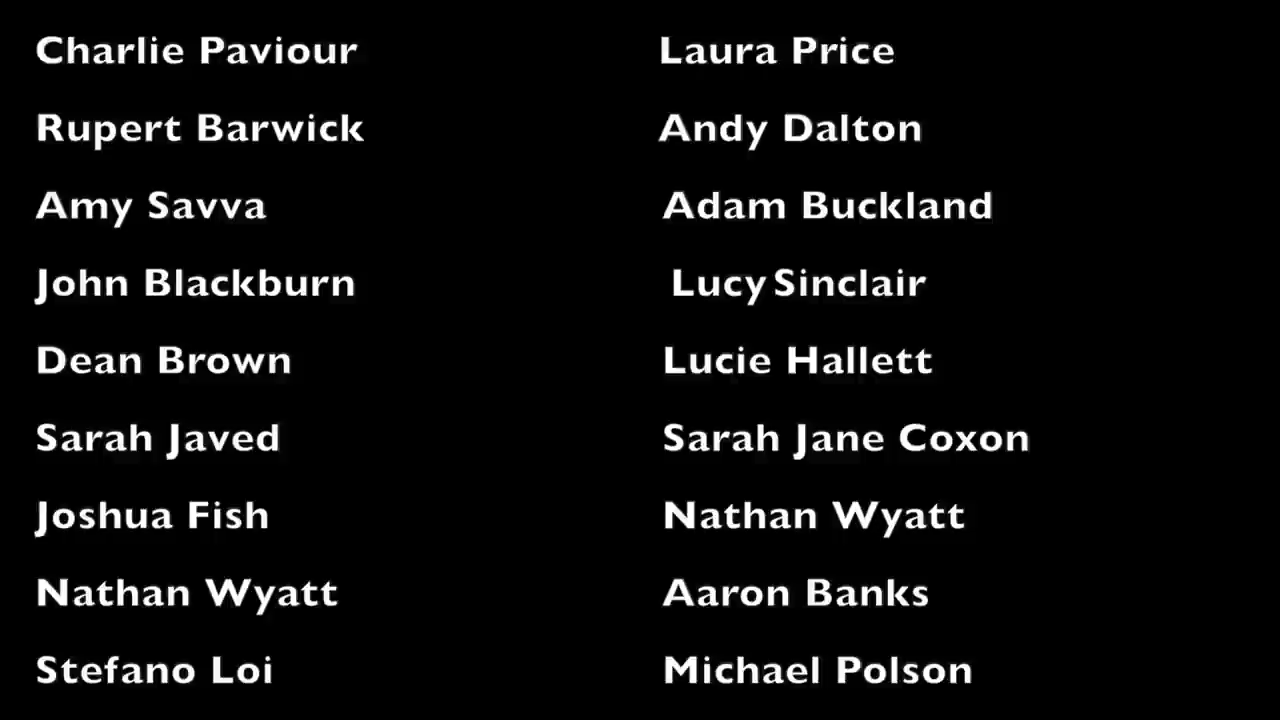 Charlie Paviour Laura Price
Rupert Barwick Andy Dalton
Amy Savva Adam Buckland
John Blackburn Lucy Sinclair
Dean Brown Lucie Hallett
Sarah Javed Sarah Jane Coxon
Joshua Fish Nathan Wyatt
Nathan Wyatt Aaron Banks
Stefano Loi Michael Polson